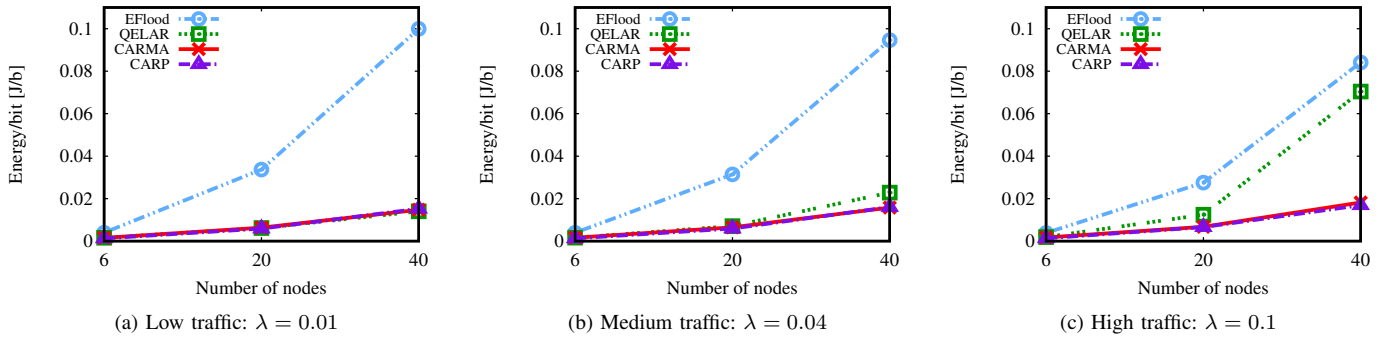 Energy/bit [J/b]
0.1
0.08
0.06
0.04
0.02
0
EFlood
QELAR
CARMA
CARP
6
20
40
Number of nodes
(a) Low traffic: λ = 0.01
Energy/bit [J/b]
0.1
0.08
0.06
0.04
0.02
0
EFlood
QELAR
CARMA
CARP
6
20
40
Number of nodes
(b) Medium traffic: λ = 0.04
Energy/bit [J/b]
0.1
0.08
0.06
0.04
0.02
0
EFlood
QELAR
CARMA
CARP
6
20
40
Number of nodes
(c) High traffic: λ = 0.1